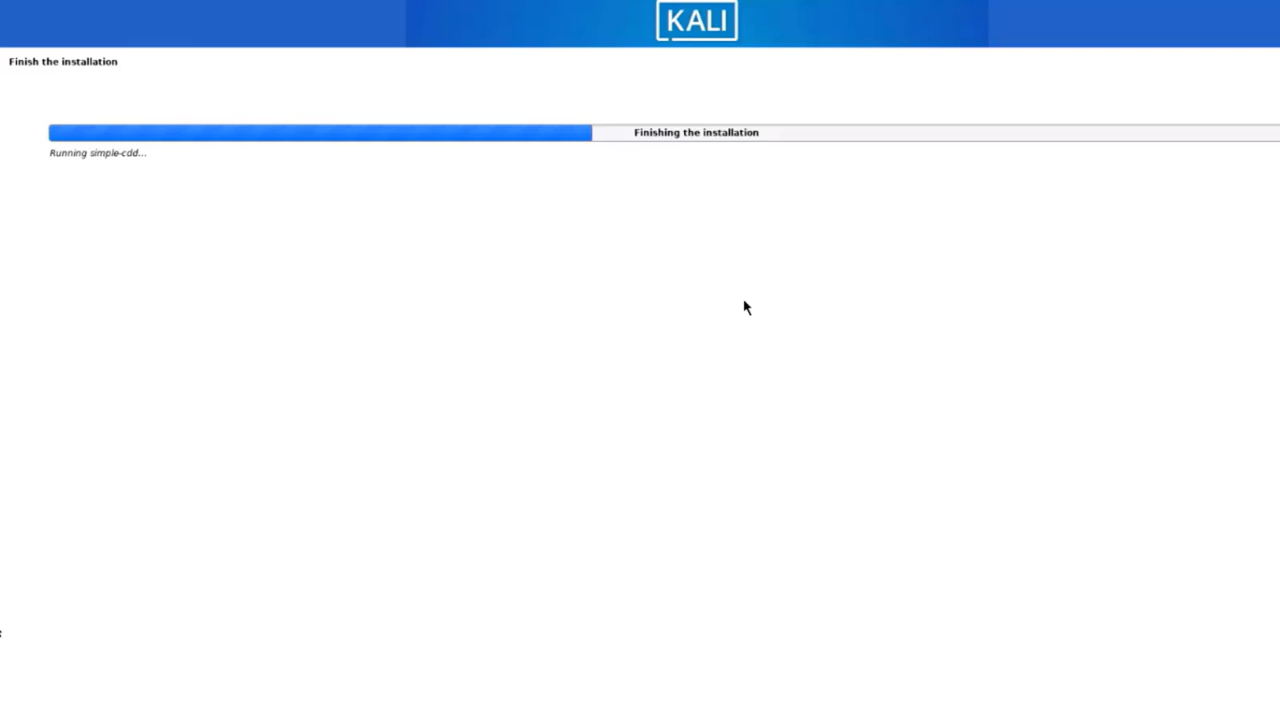 KALI
Finish the installation
Finishing the installation
Running simple-cdd...